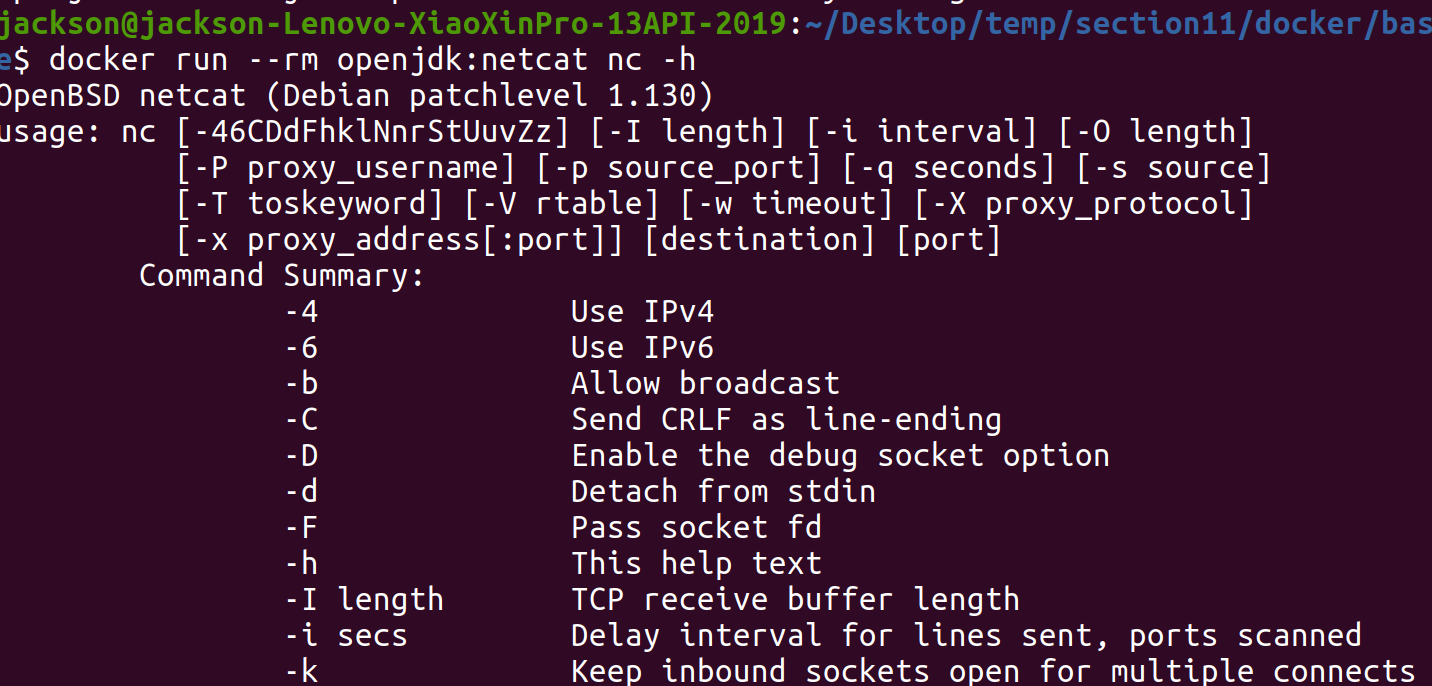 jackson@jackson-Lenovo-XiaoXinPro-13API-2019:~/Desktop/temp/section11/docker/bas
e$ docker run --rm openjdk:netcat nc -h
OpenBSD netcat (Debian patchlevel 1.130)
usage: nc [-46CDdFhklNnrStUuvZz] [-I length] [-i interval] [-O length]
          [-P proxy_username] [-p source_port] [-q seconds] [-s source]
          [-T toskeyword] [-V rtable] [-w timeout] [-X proxy_protocol]
          [-x proxy_address[:port]] [destination] [port]
        Command Summary:
                -4              Use IPv4
                -6              Use IPv6
                -b              Allow broadcast
                -C              Send CRLF as line-ending
                -D              Enable the debug socket option
                -d              Detach from stdin
                -F              Pass socket fd
                -h              This help text
                -I length       TCP receive buffer length
                -i secs         Delay interval for lines sent, ports scanned
                -k              Keep inbound sockets open for multiple connects